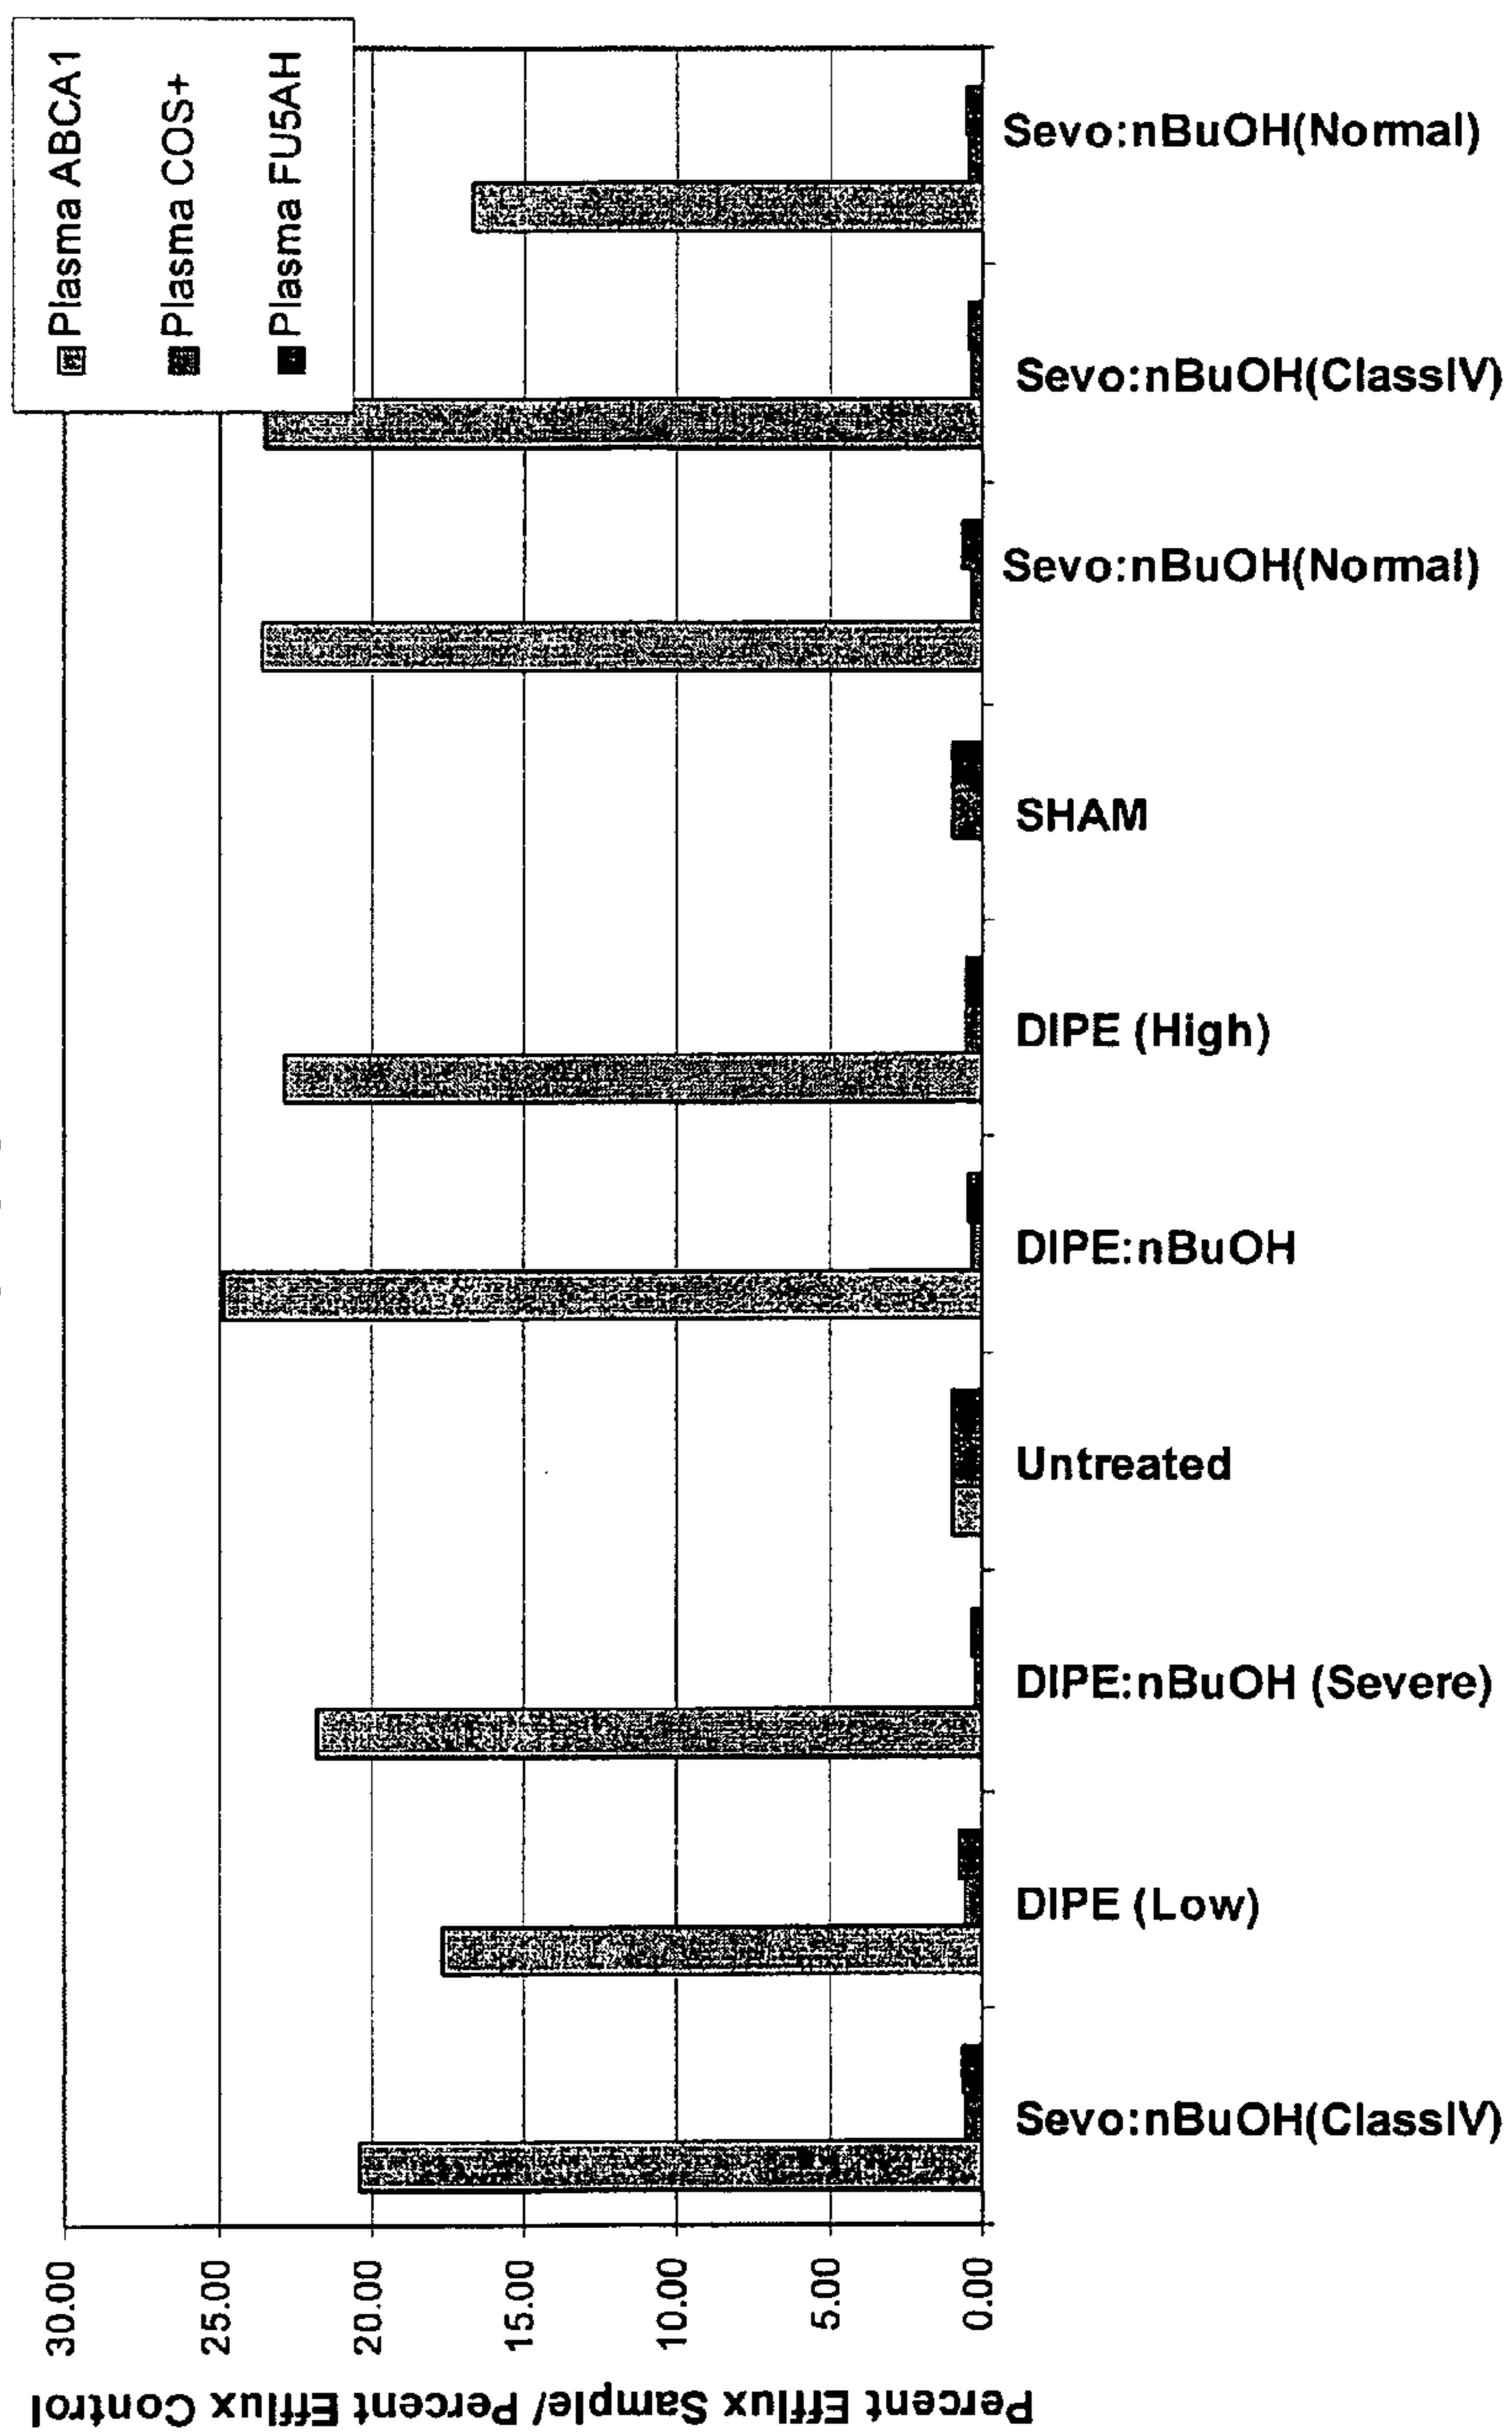 Plasma ABCA1
Plasma COS+
Plasma FU5AH
Percent Efflux Sample/ Percent Efflux Control
30.00
25.00
20.00
15.00
10.00
5.00
0.00
Sevo:nBuOH(ClassIV)
DIPE (Low)
DIPE:nBuOH (Severe)
Untreated
DIPE:nBuOH
DIPE (High)
SHAM
Sevo:nBuOH(Normal)
Sevo:nBuOH(ClassIV)
Sevo:nBuOH(Normal)